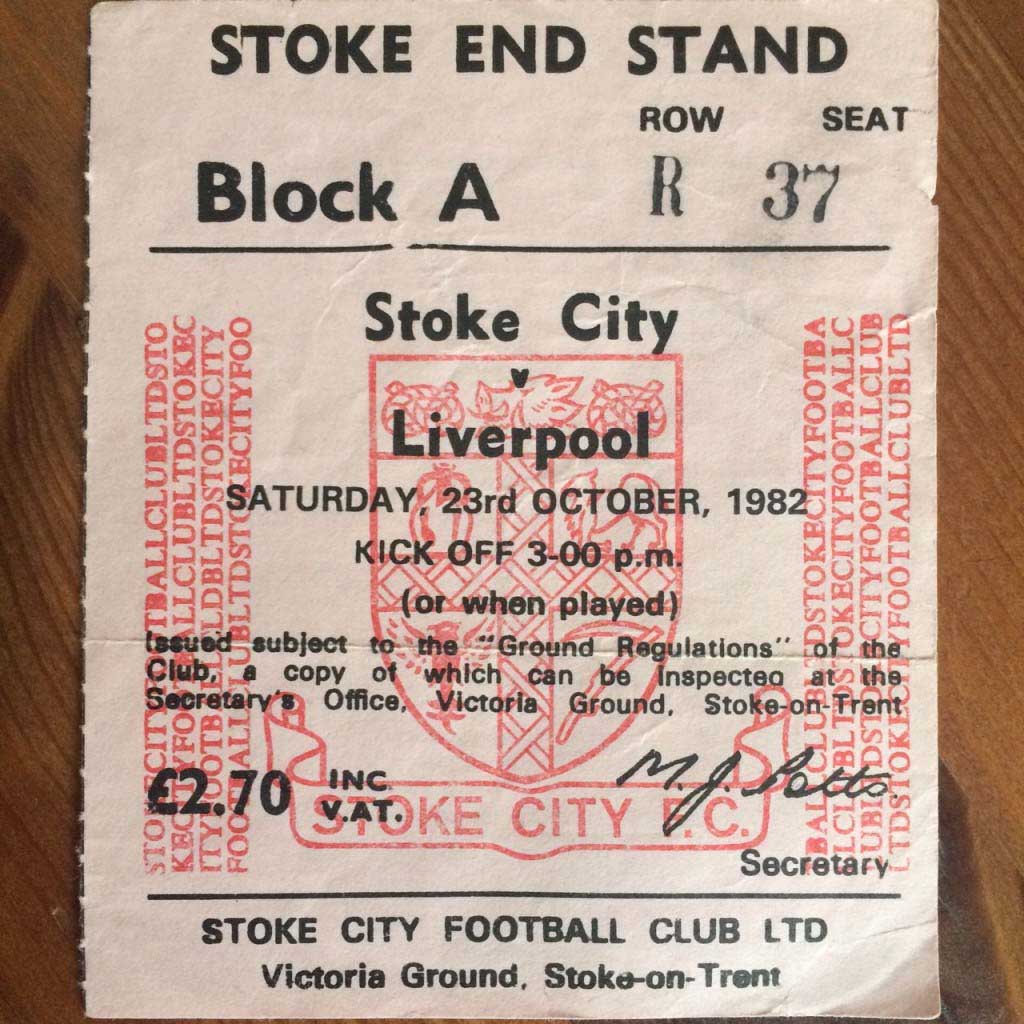 STOKE END STAND
ROW SEAT
Block A R 37
Stoke City
v
Liverpool
SATURDAY, 23rd OCTOBER, 1982
KICK OFF 3-00 p.m.
(or when played)
Issued subject to the "Ground Regulations" of the
Club, a copy of which can be inspected at the
Secretary's Office, Victoria Ground, Stoke-on-Trent
£2.70 INC
V.AT.
M. J. Potts
STOKE CITY F.C.
Secretary
STOKE CITY FOOTBALL CLUB LTD
Victoria Ground, Stoke-on-Trent